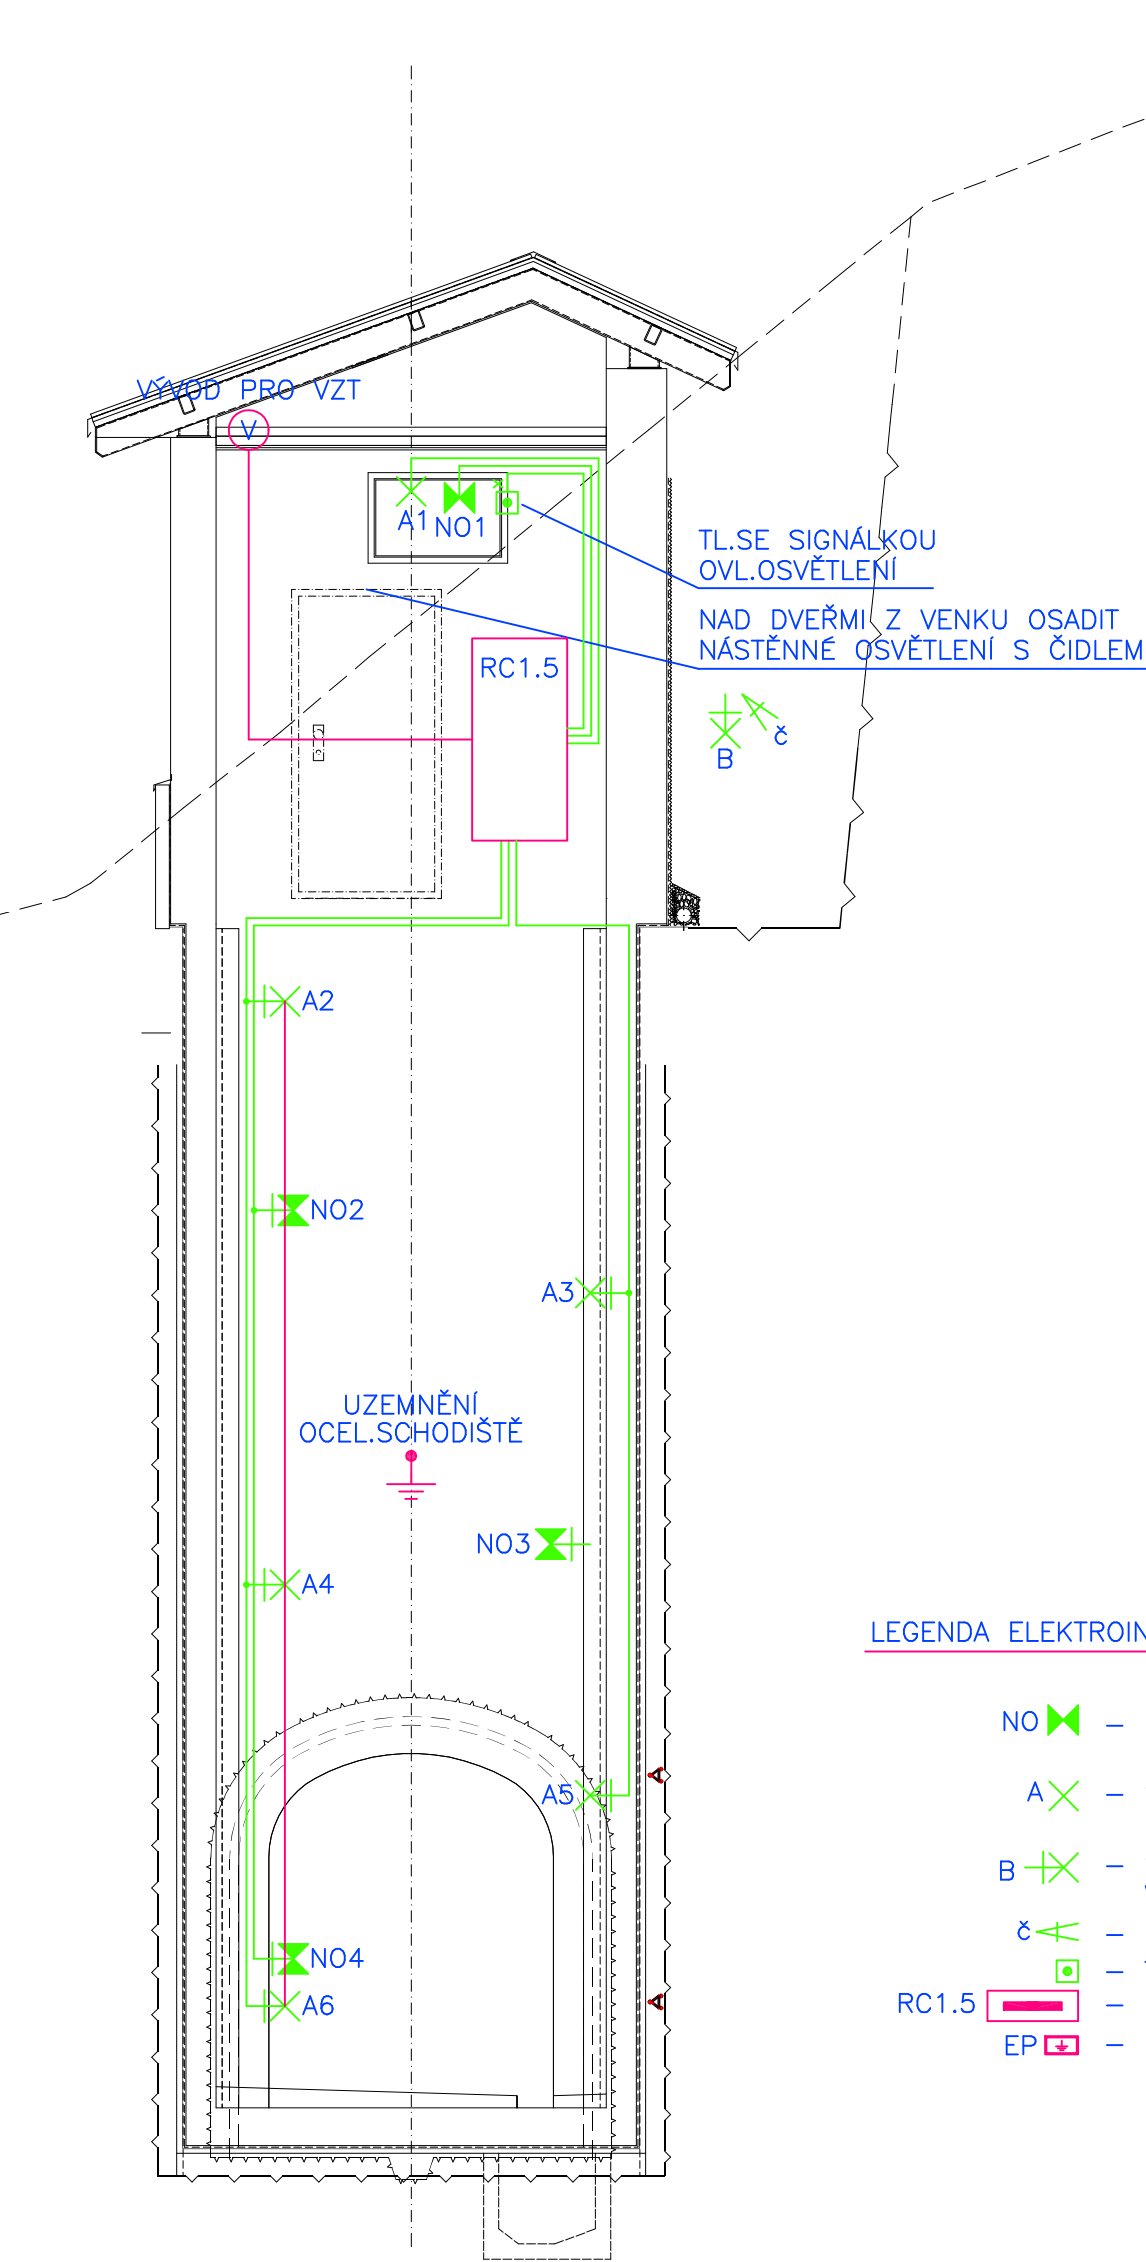 VÝVOD PRO VZT
V
A1
NO1
TL.SE SIGNÁLKOU
OVL.OSVĚTLENÍ
NAD DVEŘMI Z VENKU OSADIT
NÁSTĚNNÉ OSVĚTLENÍ S ČIDLEM
RC1.5
č
B
A2
NO2
A3
UZEMNĚNÍ
OCEL.SCHODIŠTĚ
NO3
A4
LEGENDA ELEKTROIN
NO –
A –
A5
B –
č –
–
NO4
A6
RC1.5 –
EP –
A
A